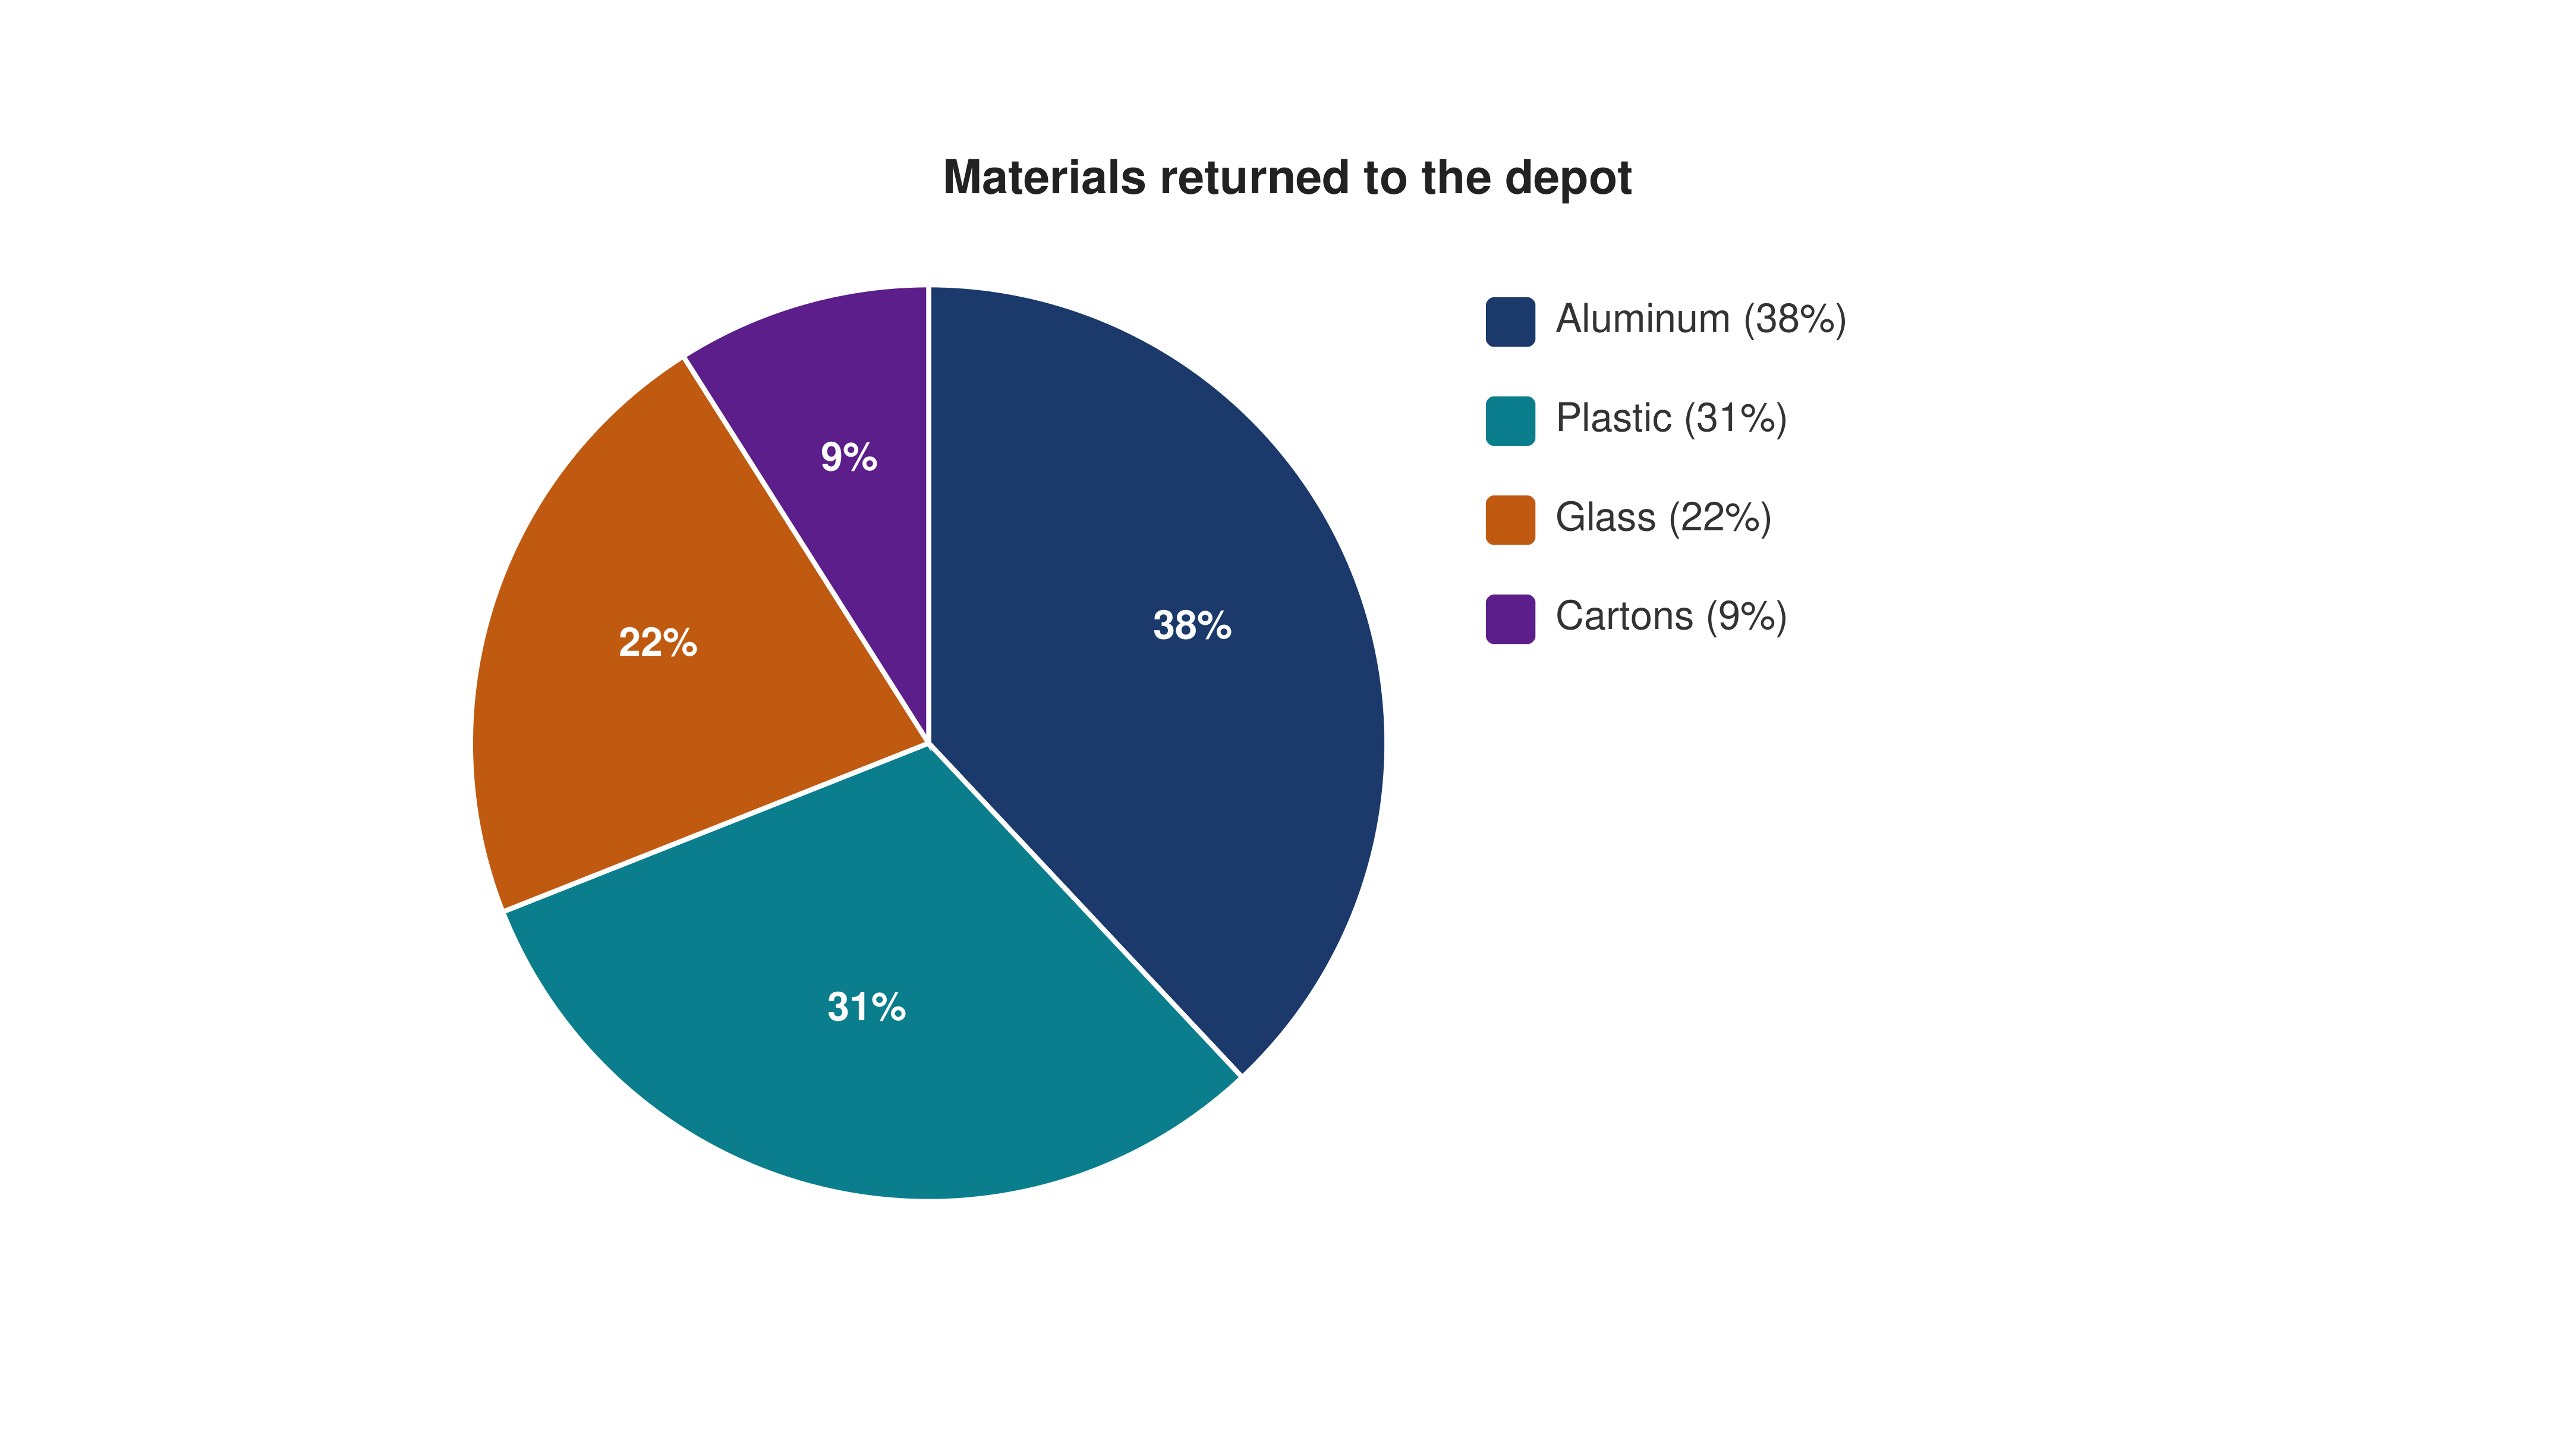 Materials returned to the depot
9%
38%
22%
31%
Aluminum (38%)
Plastic (31%)
Glass (22%)
Cartons (9%)